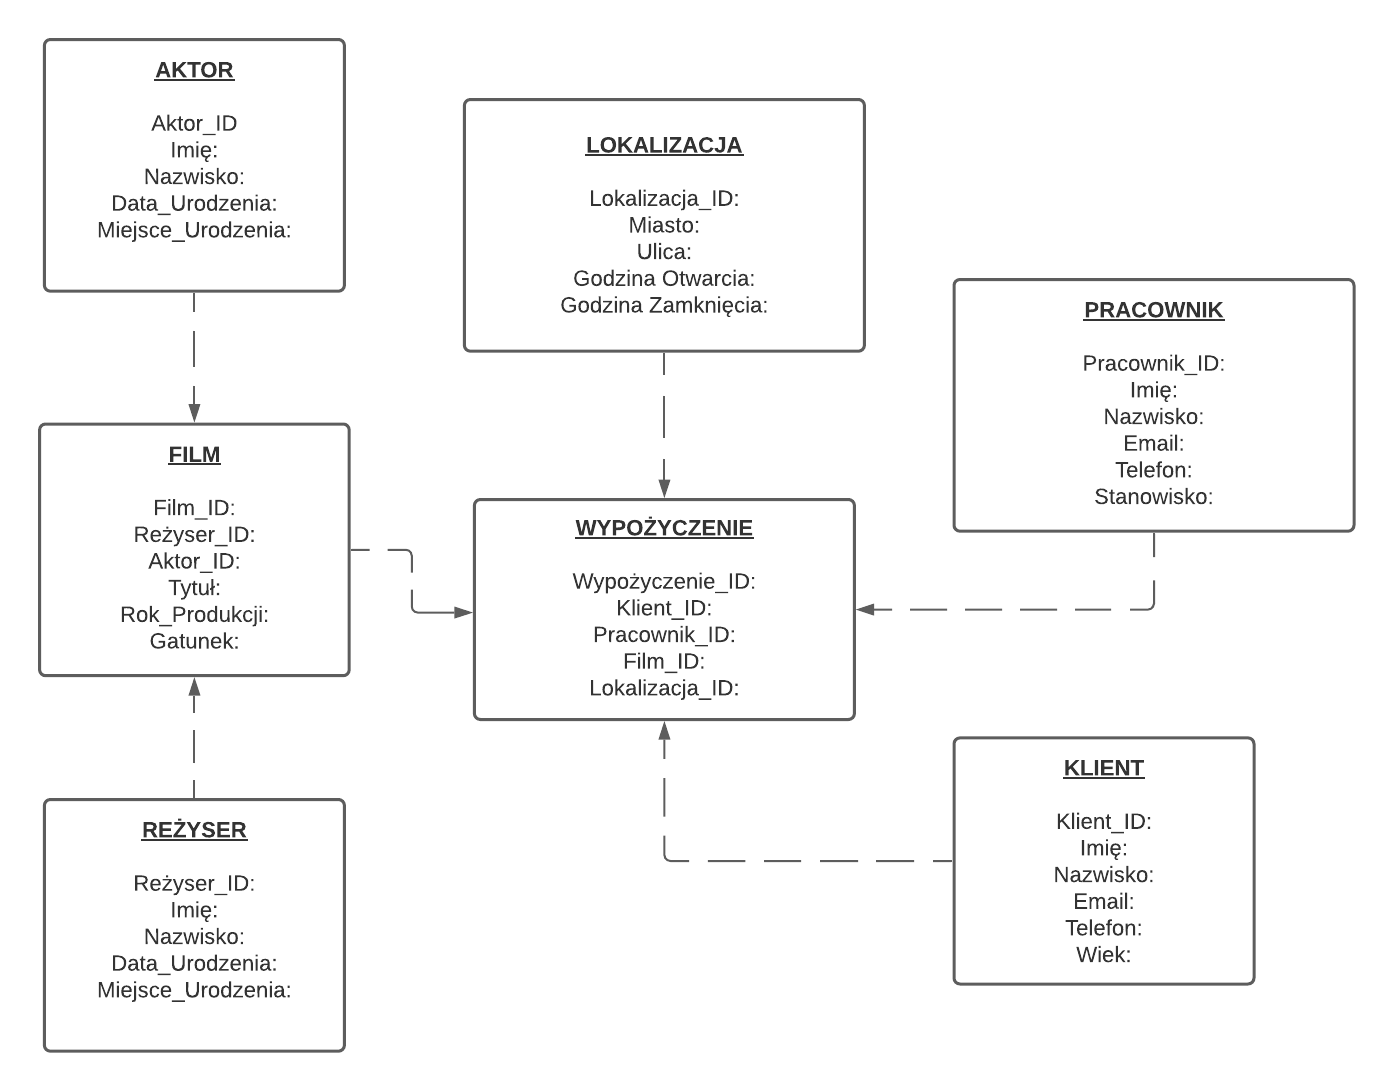 AKTOR
Aktor_ID
Imię:
Nazwisko:
Data_Urodzenia:
Miejsce_Urodzenia:
LOKALIZACJA
Lokalizacja_ID:
Miasto:
Ulica:
Godzina Otwarcia:
Godzina Zamknięcia:
PRACOWNIK
Pracownik_ID:
Imię:
Nazwisko:
Email:
Telefon:
Stanowisko:
FILM
Film_ID:
Reżyser_ID:
Aktor_ID:
Tytuł:
Rok_Produkcji:
Gatunek:
WYPOŻYCZENIE
Wypożyczenie_ID:
Klient_ID:
Pracownik_ID:
Film_ID:
Lokalizacja_ID:
REŻYSER
Reżyser_ID:
Imię:
Nazwisko:
Data_Urodzenia:
Miejsce_Urodzenia:
KLIENT
Klient_ID:
Imię:
Nazwisko:
Email:
Telefon:
Wiek: